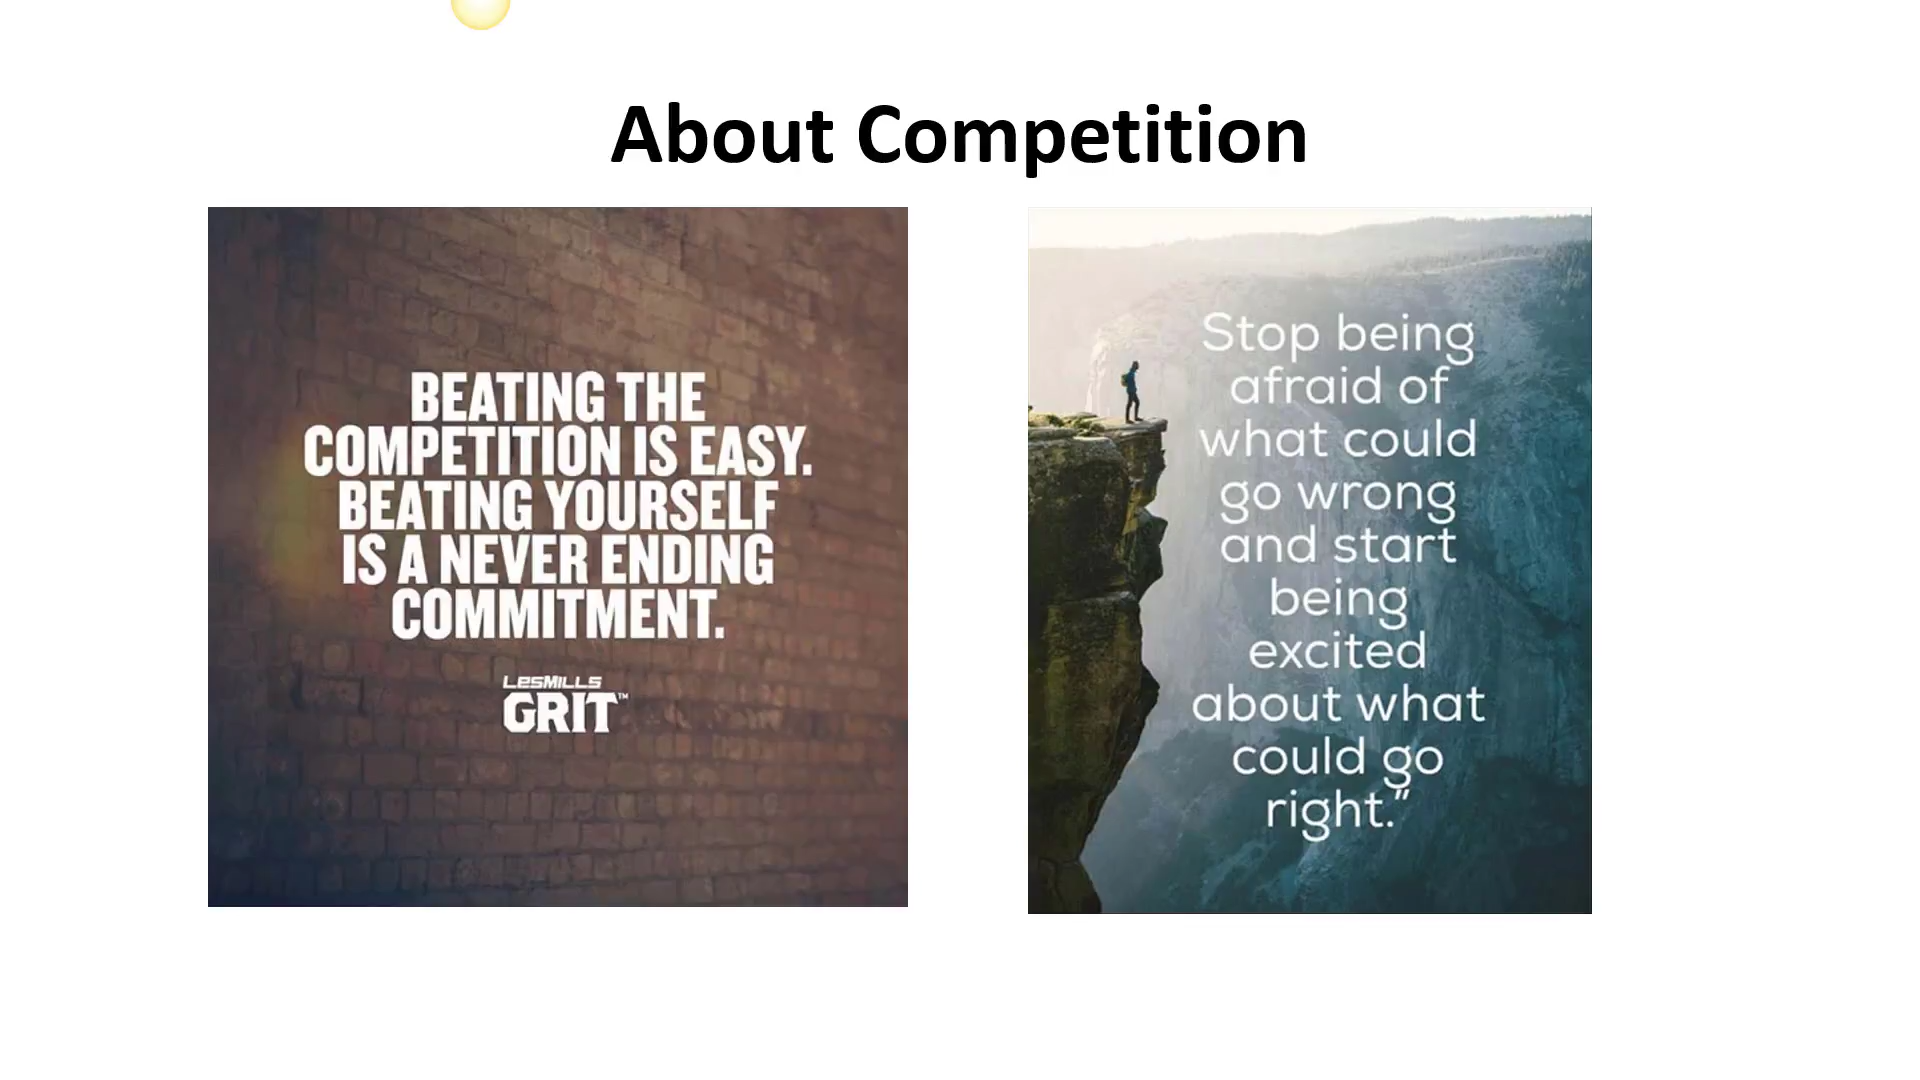 About Competition
BEATING THE
COMPETITION IS EASY.
BEATING YOURSELF
IS A NEVER ENDING
COMMITMENT.
LESMILLS
GRIT™
Stop being
afraid of
what could
go wrong
and start
being
excited
about what
could go
right.”